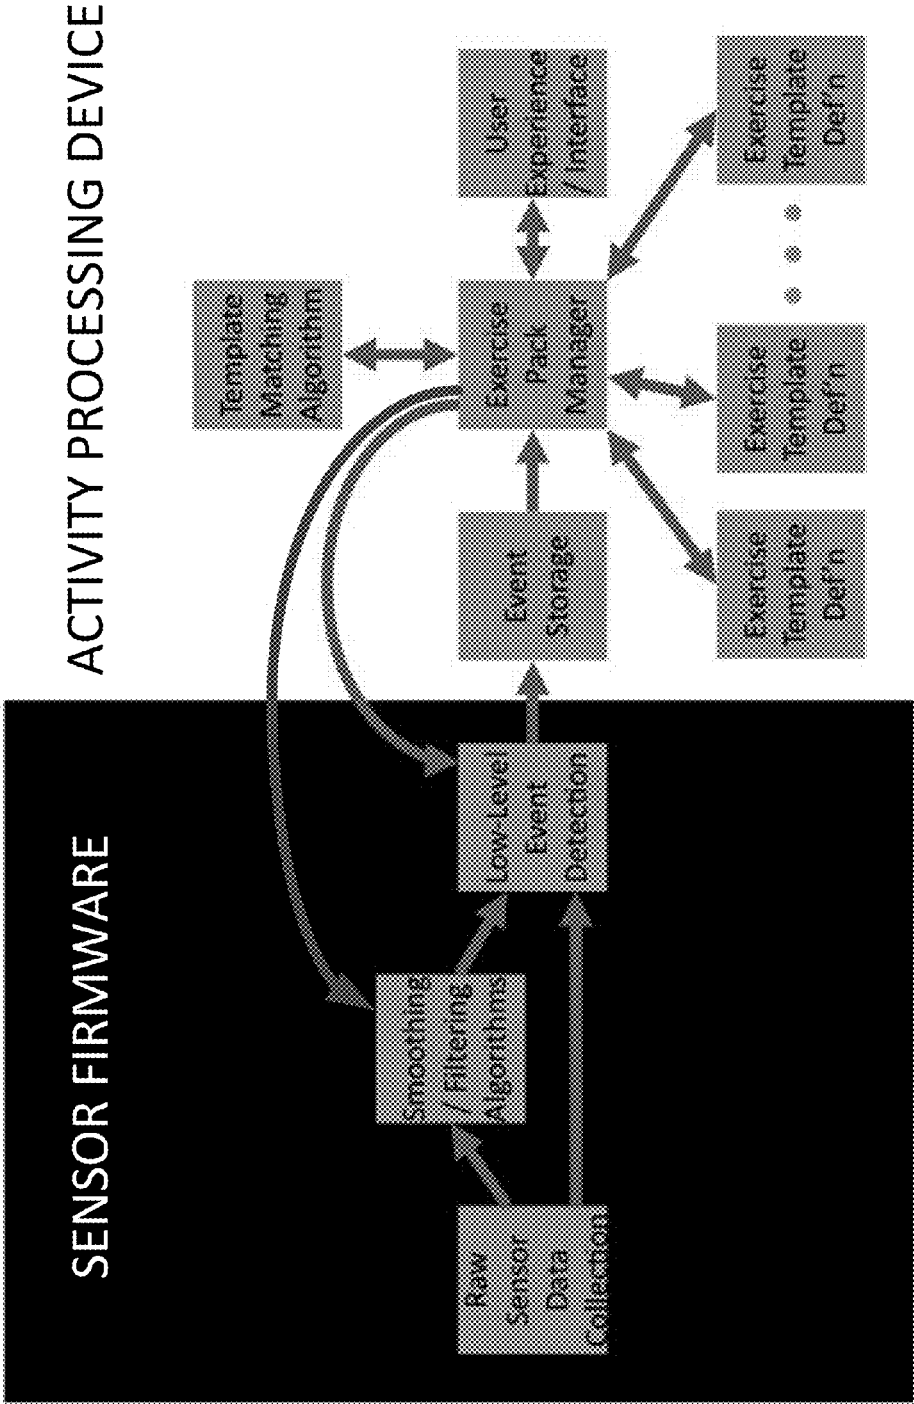 SENSOR FIRMWARE
ACTIVITY PROCESSING DEVICE
Raw
Sensor
Data
Collection
Smoothing
/ Filtering
Algorithms
Low-Level
Event
Detection
Event
Storage
Template
Matching
Algorithm
Exercise
Pack
Manager
User
Experience
/ Interface
Exercise
Template
Def'n
Exercise
Template
Def'n
Exercise
Template
Def'n